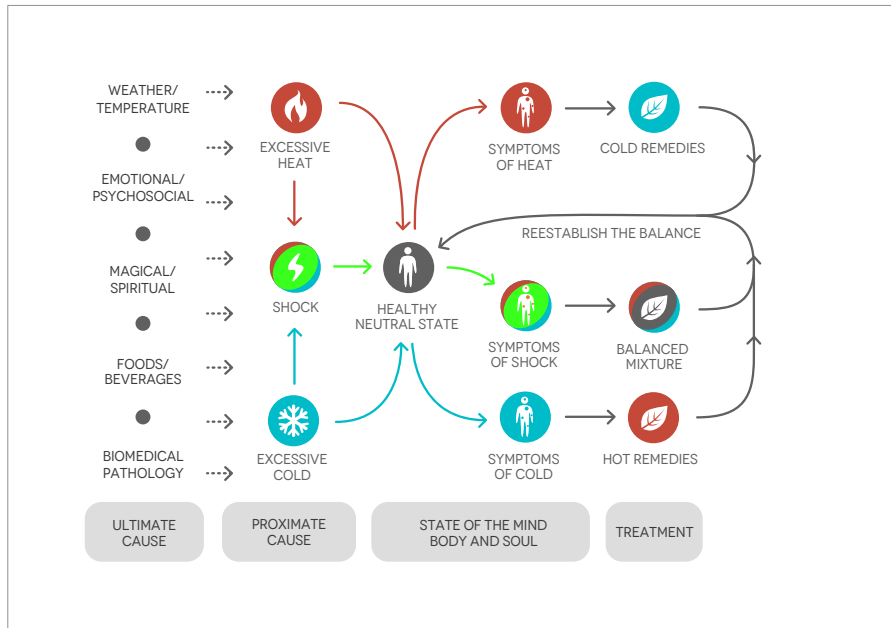 WEATHER/
TEMPERATURE
EMOTIONAL/
PSYCHOSOCIAL
MAGICAL/
SPIRITUAL
FOODS/
BEVERAGES
BIOMEDICAL
PATHOLOGY
EXCESSIVE
HEAT
SHOCK
EXCESSIVE
COLD
HEALTHY
NEUTRAL STATE
SYMPTOMS
OF HEAT
SYMPTOMS
OF SHOCK
SYMPTOMS
OF COLD
COLD REMEDIES
REESTABLISH THE BALANCE
BALANCED
MIXTURE
HOT REMEDIES
ULTIMATE
CAUSE
PROXIMATE
CAUSE
STATE OF THE MIND
BODY AND SOUL
TREATMENT